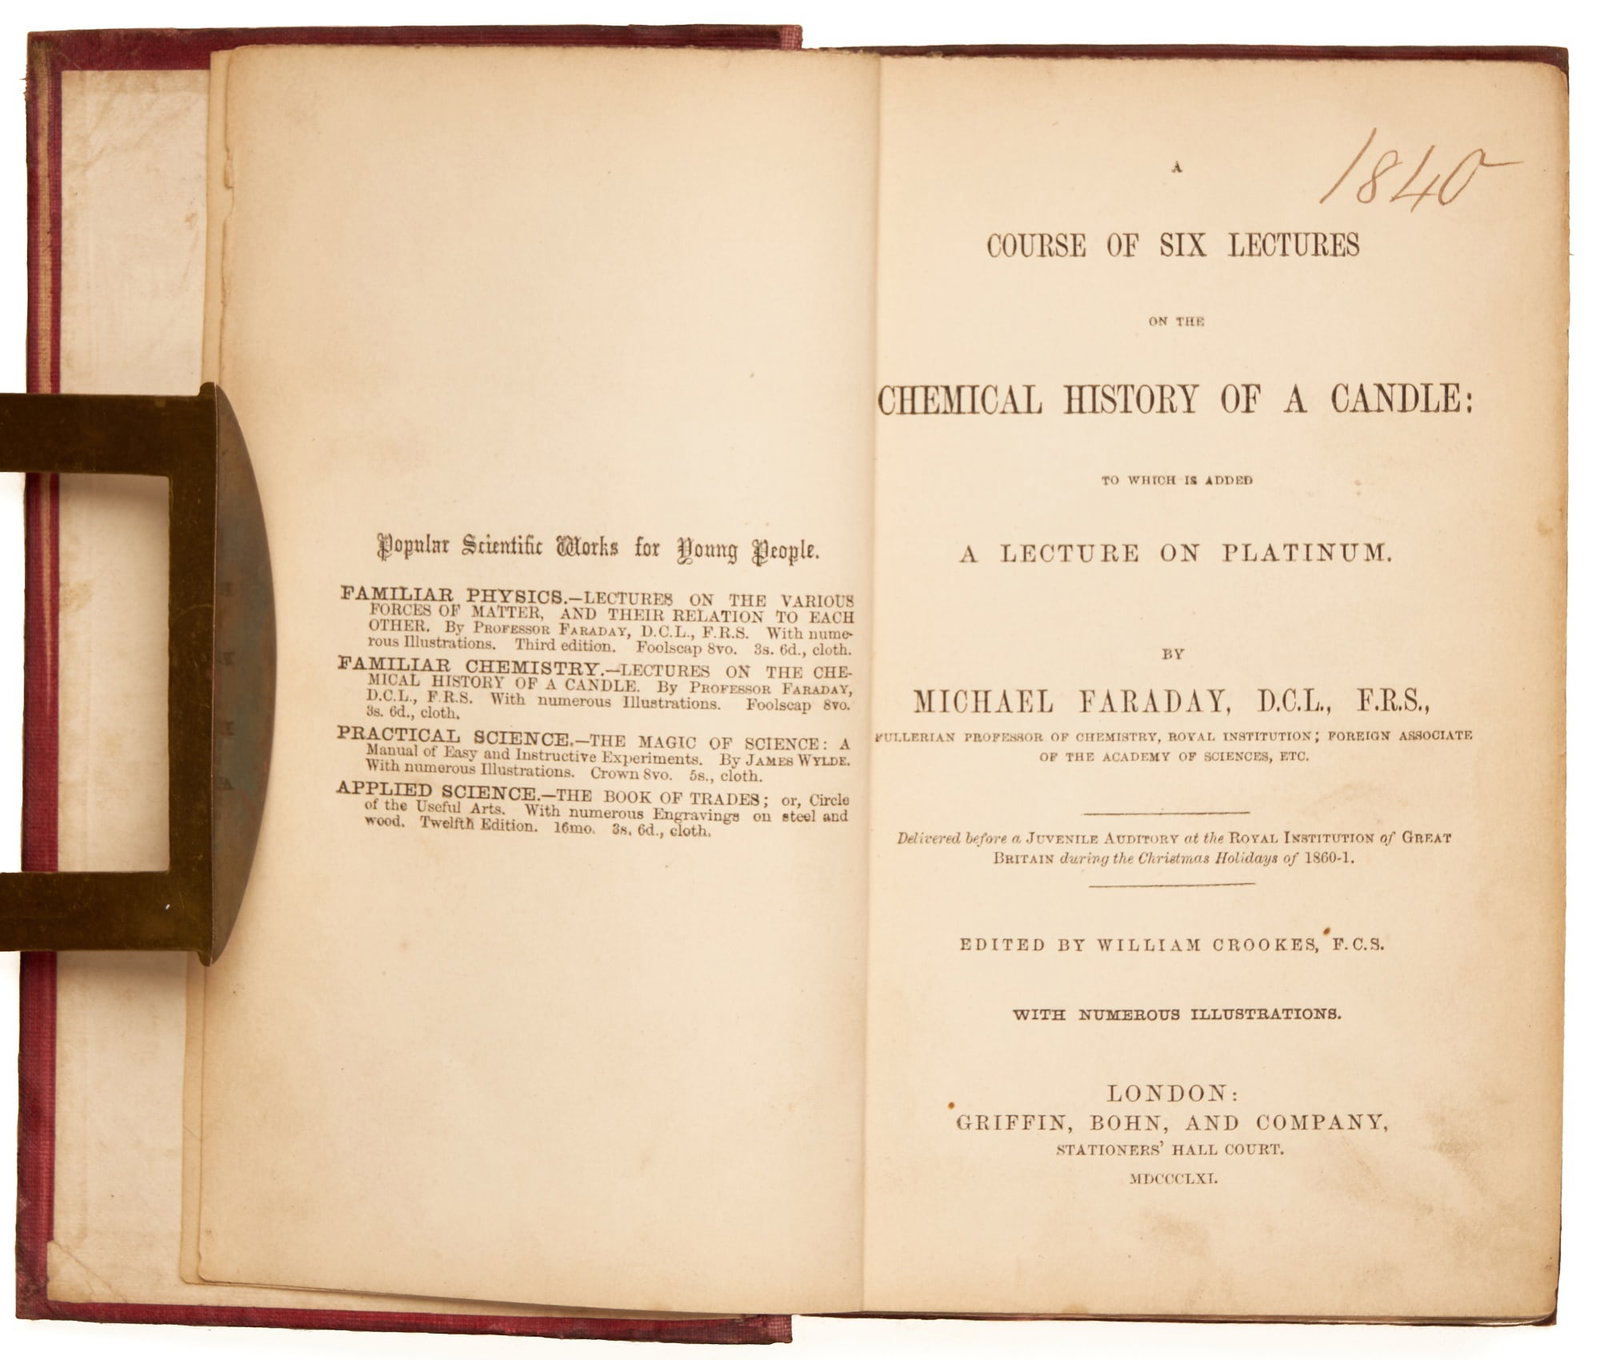 Popular Scientific Works for Young People.
FAMILIAR PHYSICS.—LECTURES ON THE VARIOUS
FORCES OF MATTER, AND THEIR RELATION TO EACH
OTHER. By PROFESSOR FARADAY, D.C.L., F.R.S. With nume-
rous Illustrations. Third edition. Foolscap 8vo. 3s. 6d., cloth.
FAMILIAR CHEMISTRY.—LECTURES ON THE CHE-
MICAL HISTORY OF A CANDLE. By PROFESSOR FARADAY,
D.C.L., F.R.S. With numerous Illustrations. Foolscap 8vo.
3s. 6d., cloth.
PRACTICAL SCIENCE.—THE MAGIC OF SCIENCE: A
Manual of Easy and Instructive Experiments. By JAMES WYLDE.
With numerous Illustrations. Crown 8vo. 5s., cloth.
APPLIED SCIENCE.—THE BOOK OF TRADES; or, Circle
of the Useful Arts. With numerous Engravings on steel and
wood. Twelfth Edition. 16mo. 3s. 6d., cloth.
1840
A
COURSE OF SIX LECTURES
ON THE
CHEMICAL HISTORY OF A CANDLE:
TO WHICH IS ADDED
A LECTURE ON PLATINUM.
BY
MICHAEL FARADAY, D.C.L., F.R.S.,
FULLERIAN PROFESSOR OF CHEMISTRY, ROYAL INSTITUTION; FOREIGN ASSOCIATE
OF THE ACADEMY OF SCIENCES, ETC.
Delivered before a JUVENILE AUDITORY at the ROYAL INSTITUTION of GREAT
BRITAIN during the Christmas Holidays of 1860-1.
EDITED BY WILLIAM CROOKES, F.C.S.
WITH NUMEROUS ILLUSTRATIONS.
LONDON:
GRIFFIN, BOHN, AND COMPANY,
STATIONERS' HALL COURT.
MDCCCLXI.